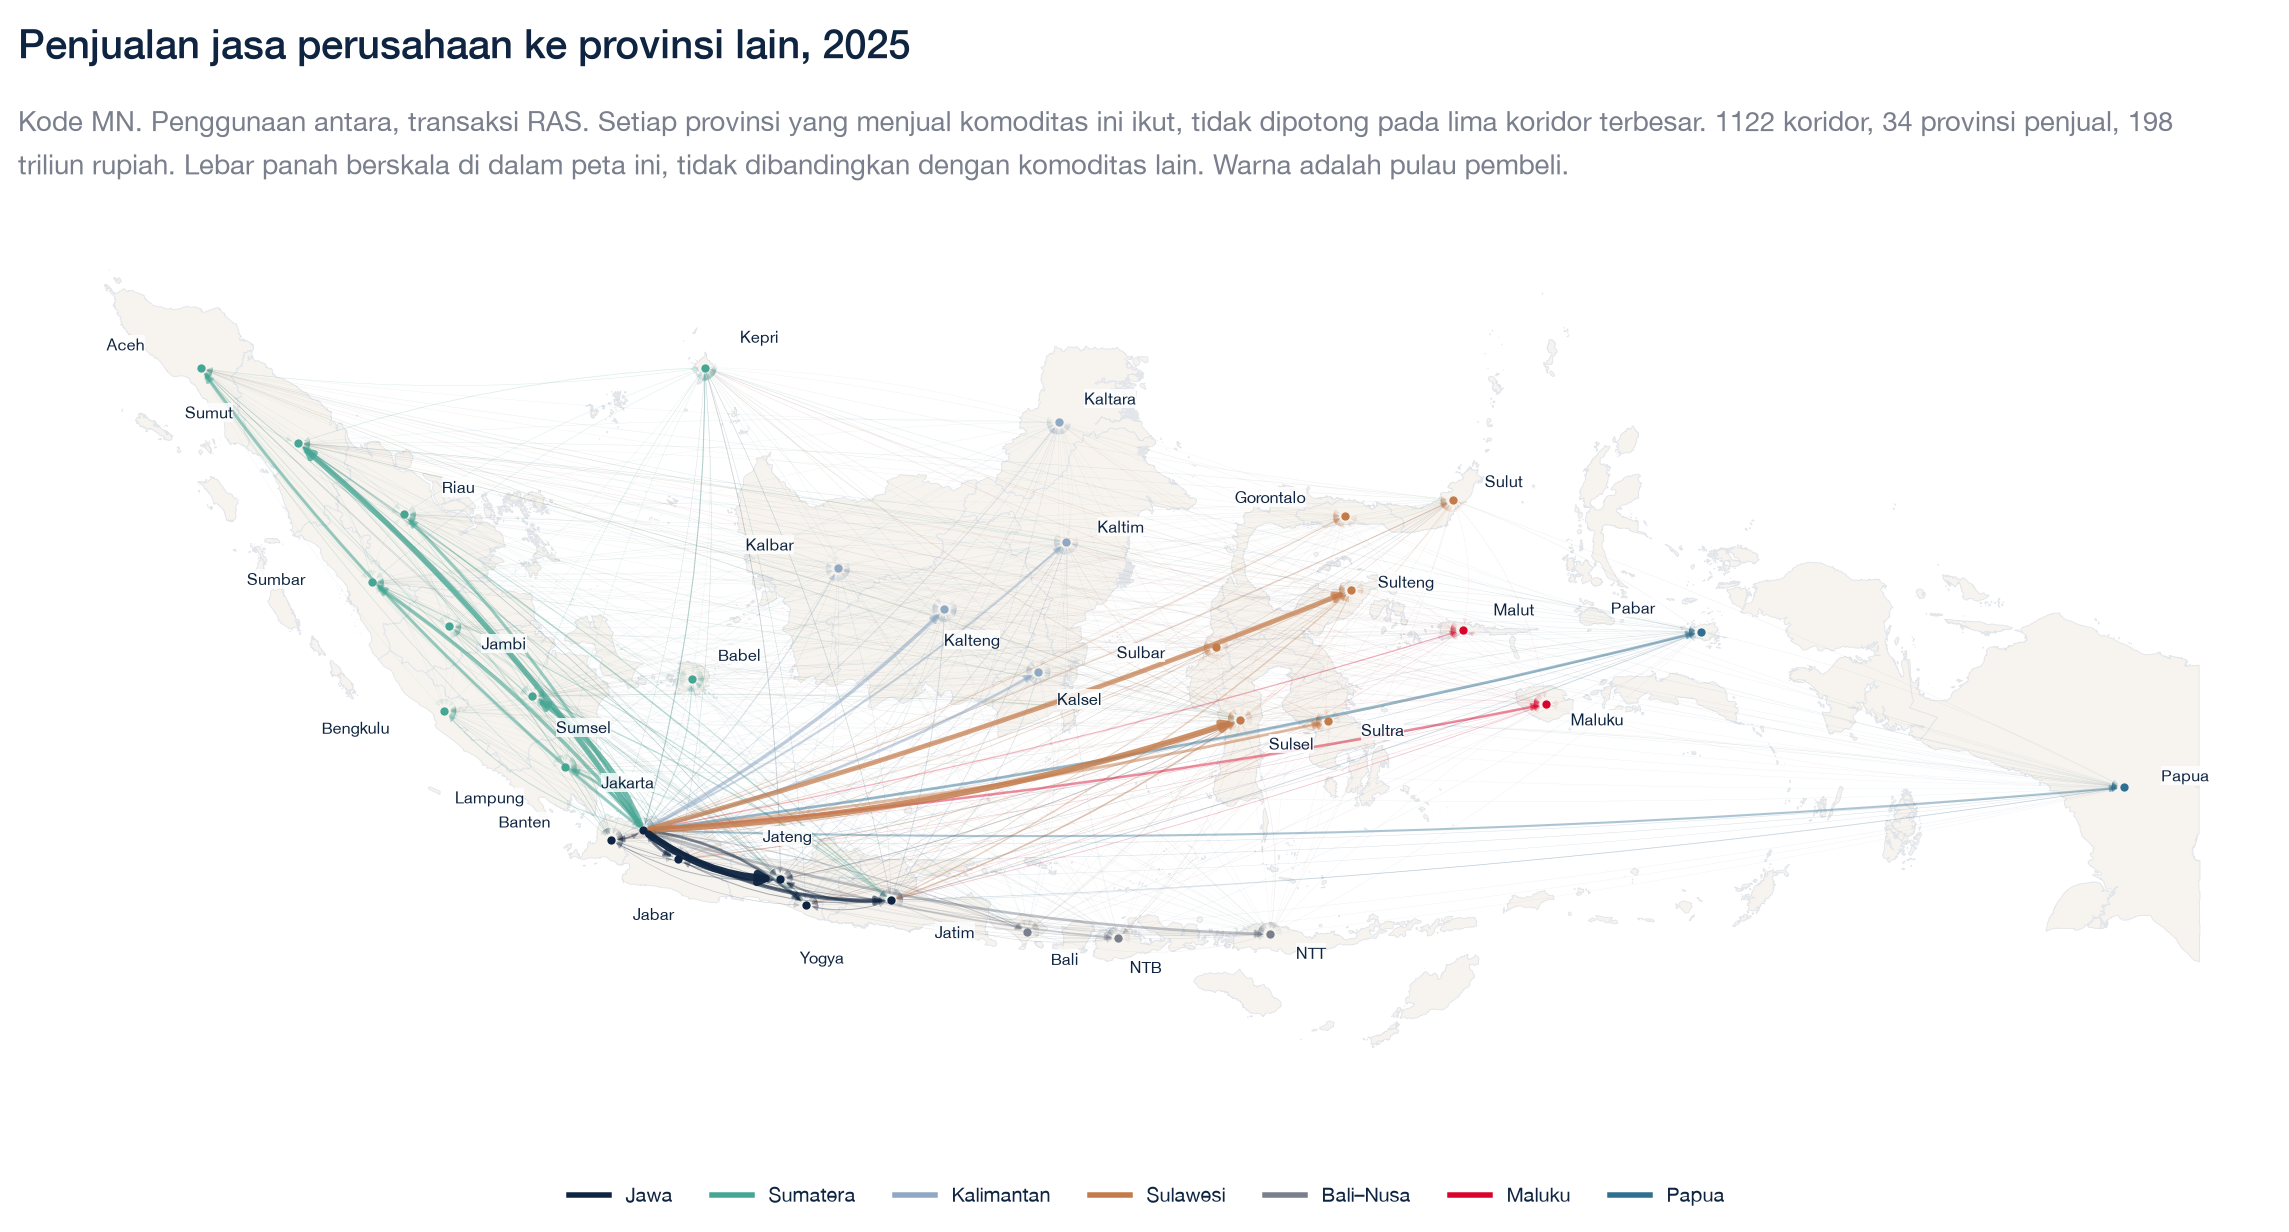 Penjualan jasa perusahaan ke provinsi lain, 2025
Kode MN. Penggunaan antara, transaksi RAS. Setiap provinsi yang menjual komoditas ini ikut, tidak dipotong pada lima koridor terbesar. 1122 koridor, 34 provinsi penjual, 198
triliun rupiah. Lebar panah berskala di dalam peta ini, tidak dibandingkan dengan komoditas lain. Warna adalah pulau pembeli.
Kepri
Aceh
Kaltara
Sumut
Sulut
Riau
Gorontalo
Kaltim
Kalbar
Sumbar
Sulteng
Malut
Pabar
Kalteng
Jambi
Sulbar
Babel
Kalsel
Maluku
Bengkulu
Sumsel
Sultra
Sulsel
Papua
Jakarta
Lampung
Banten
Jateng
Jabar
Jatim
NTT
Yogya
Bali
NTB
Jawa
Sumatera
Kalimantan
Sulawesi
Bali–Nusa
Maluku
Papua